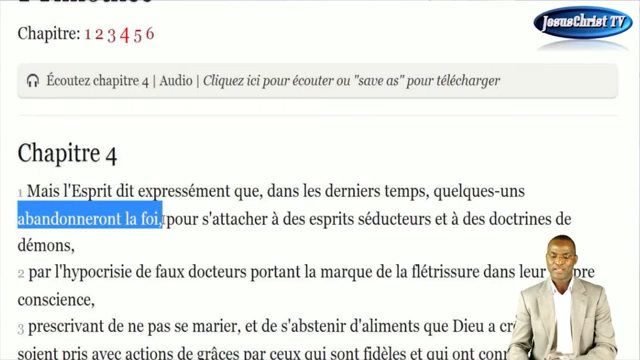 JesusChrist TV
Chapitre: 1 2 3 4 5 6
Écoutez chapitre 4 | Audio | Cliquez ici pour écouter ou "save as" pour télécharger
Chapitre 4
1 Mais l'Esprit dit expressément que, dans les derniers temps, quelques-uns
abandonneront la foi, pour s'attacher à des esprits séducteurs et à des doctrines de
démons,
2 par l'hypocrisie de faux docteurs portant la marque de la flétrissure dans leur
conscience,
3 prescrivant de ne pas se marier, et de s'abstenir d'aliments que Dieu a
soient pris avec actions de grâces par ceux qui sont fidèles et qui ont